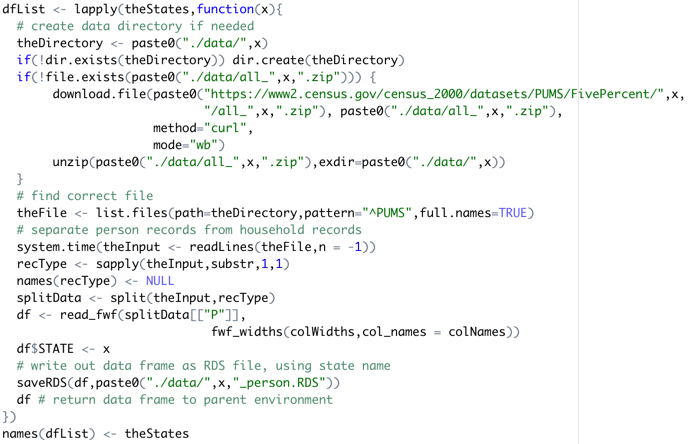 dfList <- lapply(theStates,function(x){
  # create data directory if needed
  theDirectory <- paste0("./data/",x)
  if(!dir.exists(theDirectory)) dir.create(theDirectory)
  if(!file.exists(paste0("./data/all_",x,".zip"))) {
       download.file(paste0("https://www2.census.gov/census_2000/datasets/PUMS/FivePercent/",x,
                            "/all_",x,".zip"), paste0("./data/all_",x,".zip"),
                     method="curl",
                     mode="wb")
       unzip(paste0("./data/all_",x,".zip"),exdir=paste0("./data/",x))
  }
  # find correct file
  theFile <- list.files(path=theDirectory,pattern="^PUMS",full.names=TRUE)
  # separate person records from household records
  system.time(theInput <- readLines(theFile,n = -1))
  recType <- sapply(theInput,substr,1,1)
  names(recType) <- NULL
  splitData <- split(theInput,recType)
  df <- read_fwf(splitData[["P"]],
                             fwf_widths(colWidths,col_names = colNames))
  df$STATE <- x
  # write out data frame as RDS file, using state name
  saveRDS(df,paste0("./data/",x,"_person.RDS"))
  df # return data frame to parent environment
})
names(dfList) <- theStates